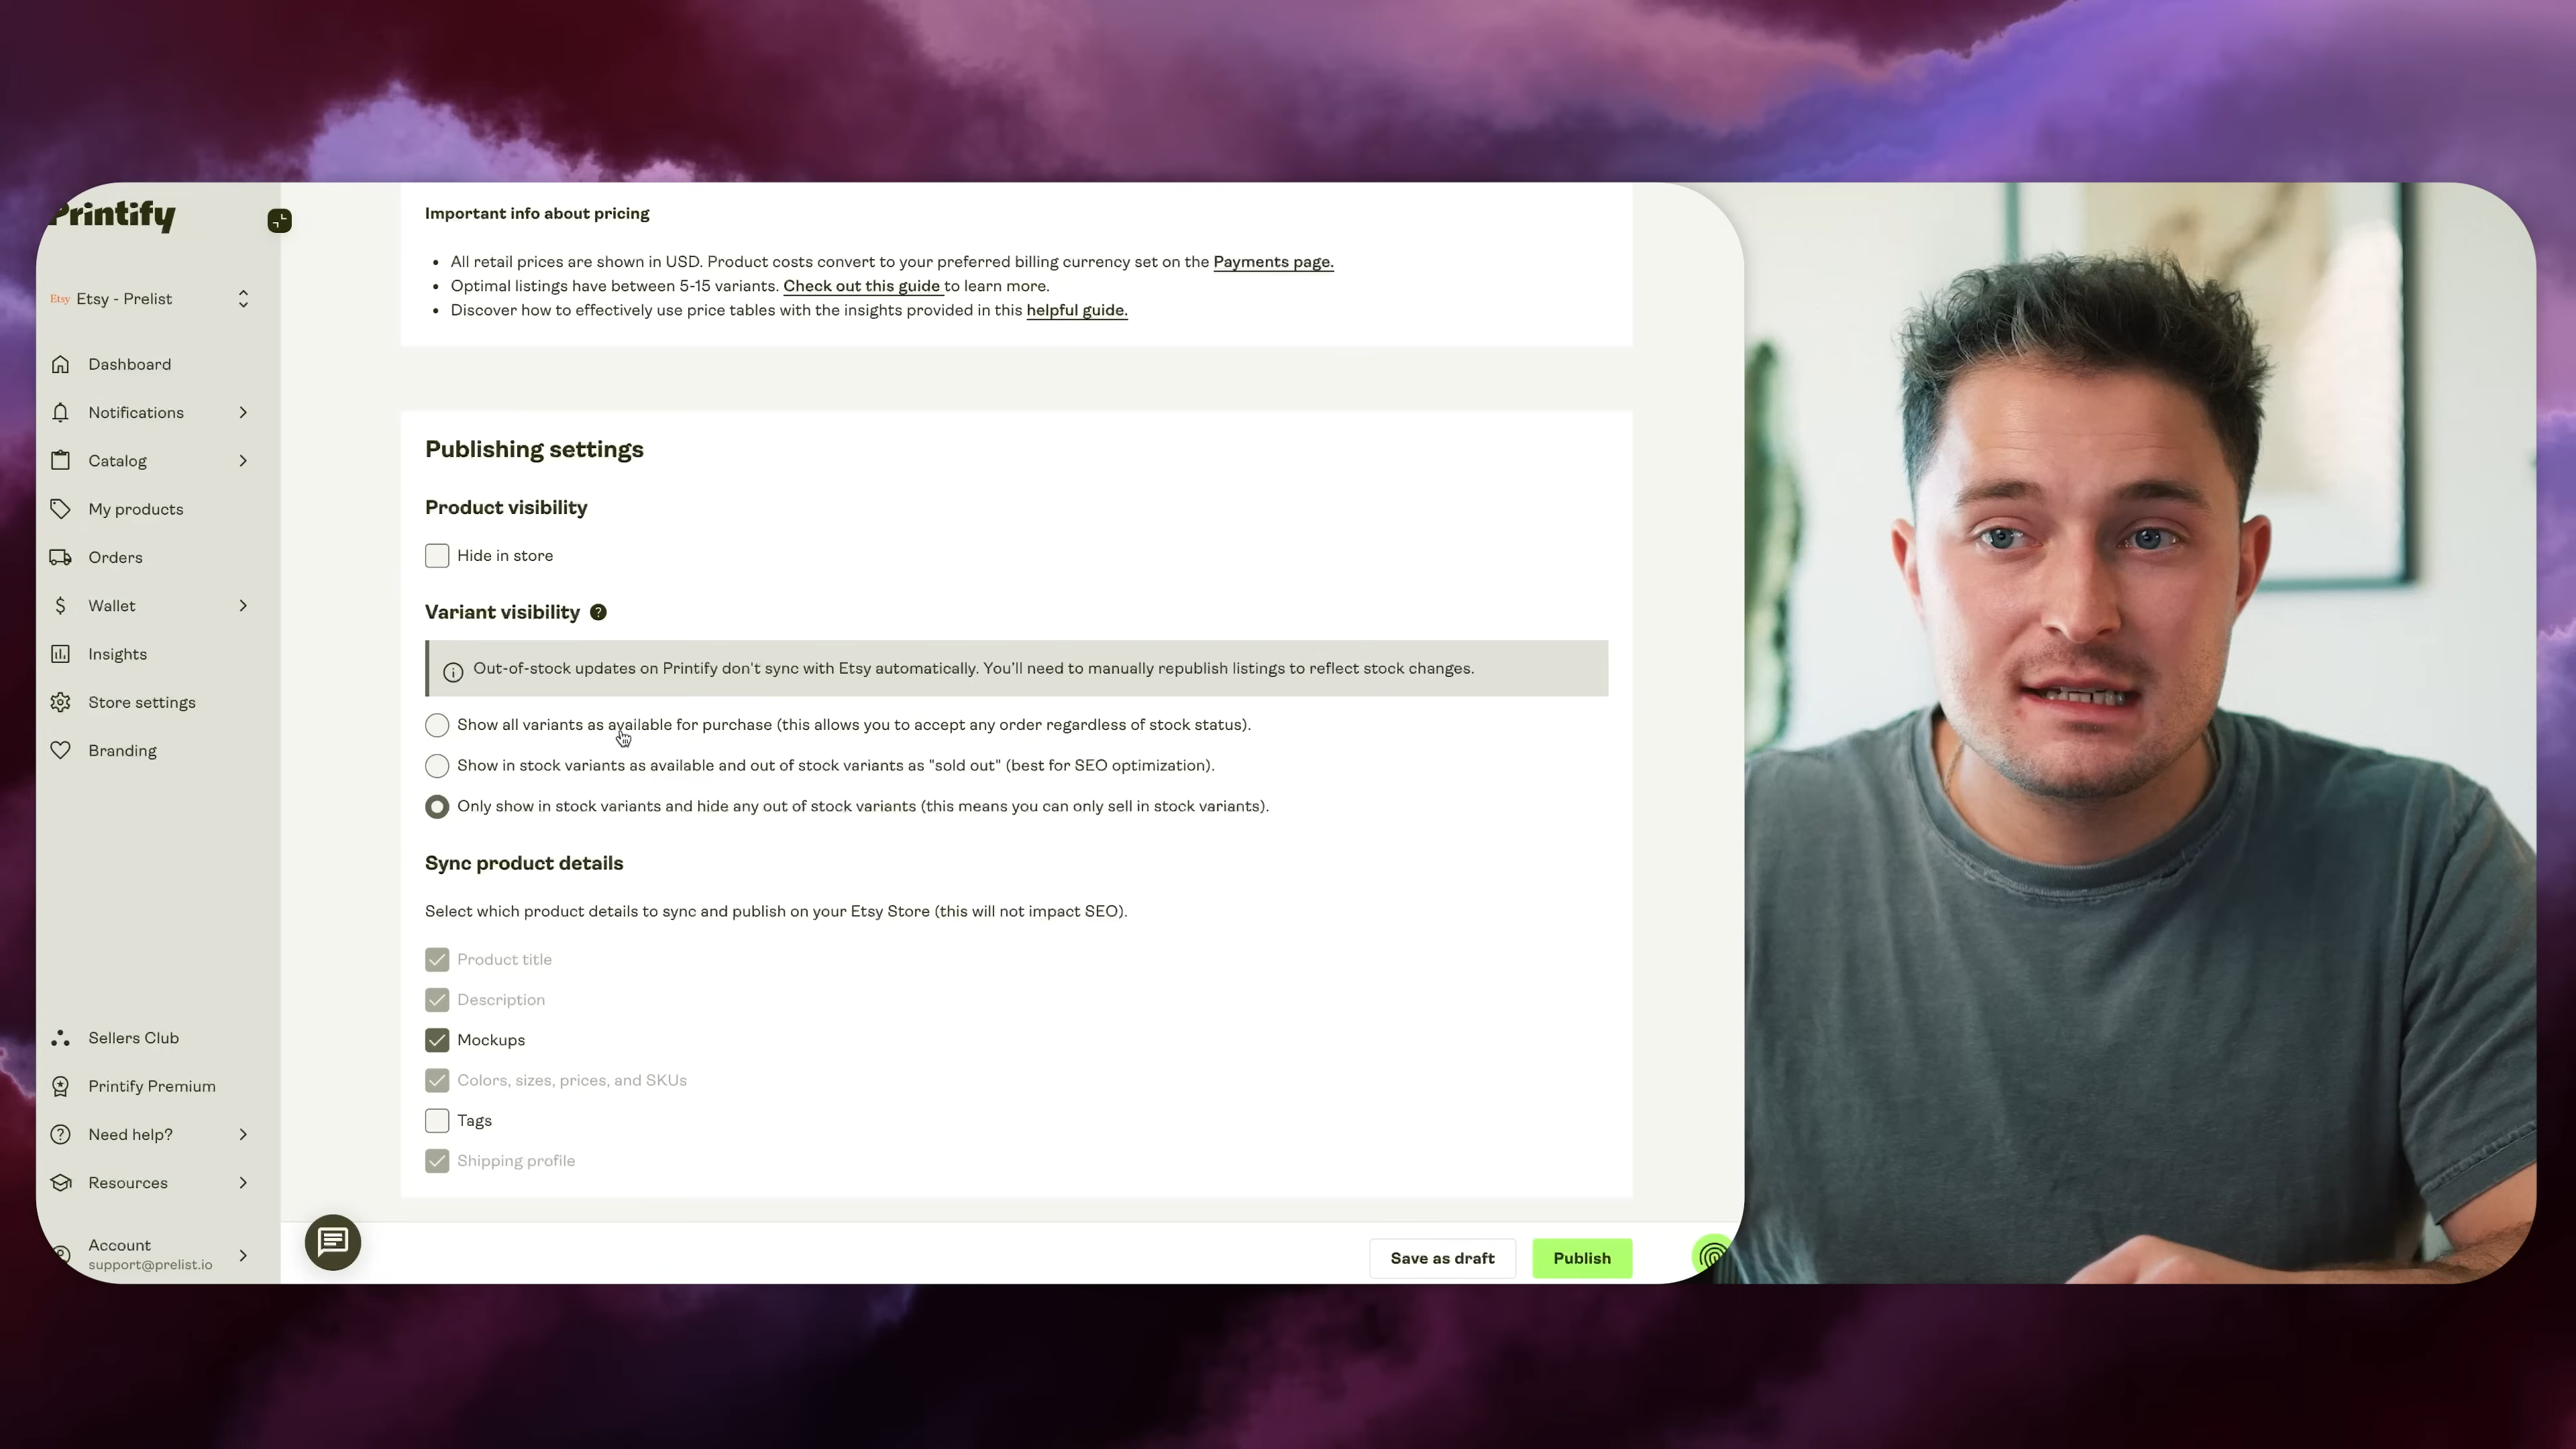 Printify
Etsy Etsy - Prelist
Dashboard
Notifications
Catalog
My products
Orders
Wallet
Insights
Store settings
Branding
Sellers Club
Printify Premium
Need help?
Resources
Account
support@prelist.io
Important info about pricing
• All retail prices are shown in USD. Product costs convert to your preferred billing currency set on the Payments page.
• Optimal listings have between 5-15 variants. Check out this guide to learn more.
• Discover how to effectively use price tables with the insights provided in this helpful guide.
Publishing settings
Product visibility
Hide in store
Variant visibility ?
Out-of-stock updates on Printify don't sync with Etsy automatically. You'll need to manually republish listings to reflect stock changes.
Show all variants as available for purchase (this allows you to accept any order regardless of stock status).
Show in stock variants as available and out of stock variants as "sold out" (best for SEO optimization).
Only show in stock variants and hide any out of stock variants (this means you can only sell in stock variants).
Sync product details
Select which product details to sync and publish on your Etsy Store (this will not impact SEO).
Product title
Description
Mockups
Colors, sizes, prices, and SKUs
Tags
Shipping profile
Save as draft
Publish